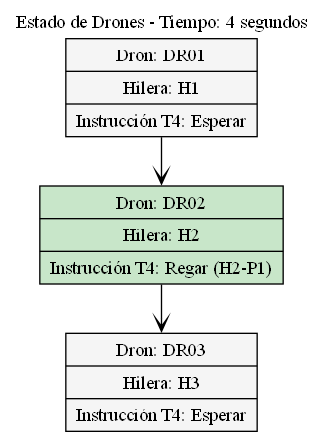 Estado de Drones - Tiempo: 4 segundos
Dron: DR01
Hilera: H1
Instrucción T4: Esperar
Dron: DR02
Hilera: H2
Instrucción T4: Regar (H2-P1)
Dron: DR03
Hilera: H3
Instrucción T4: Esperar